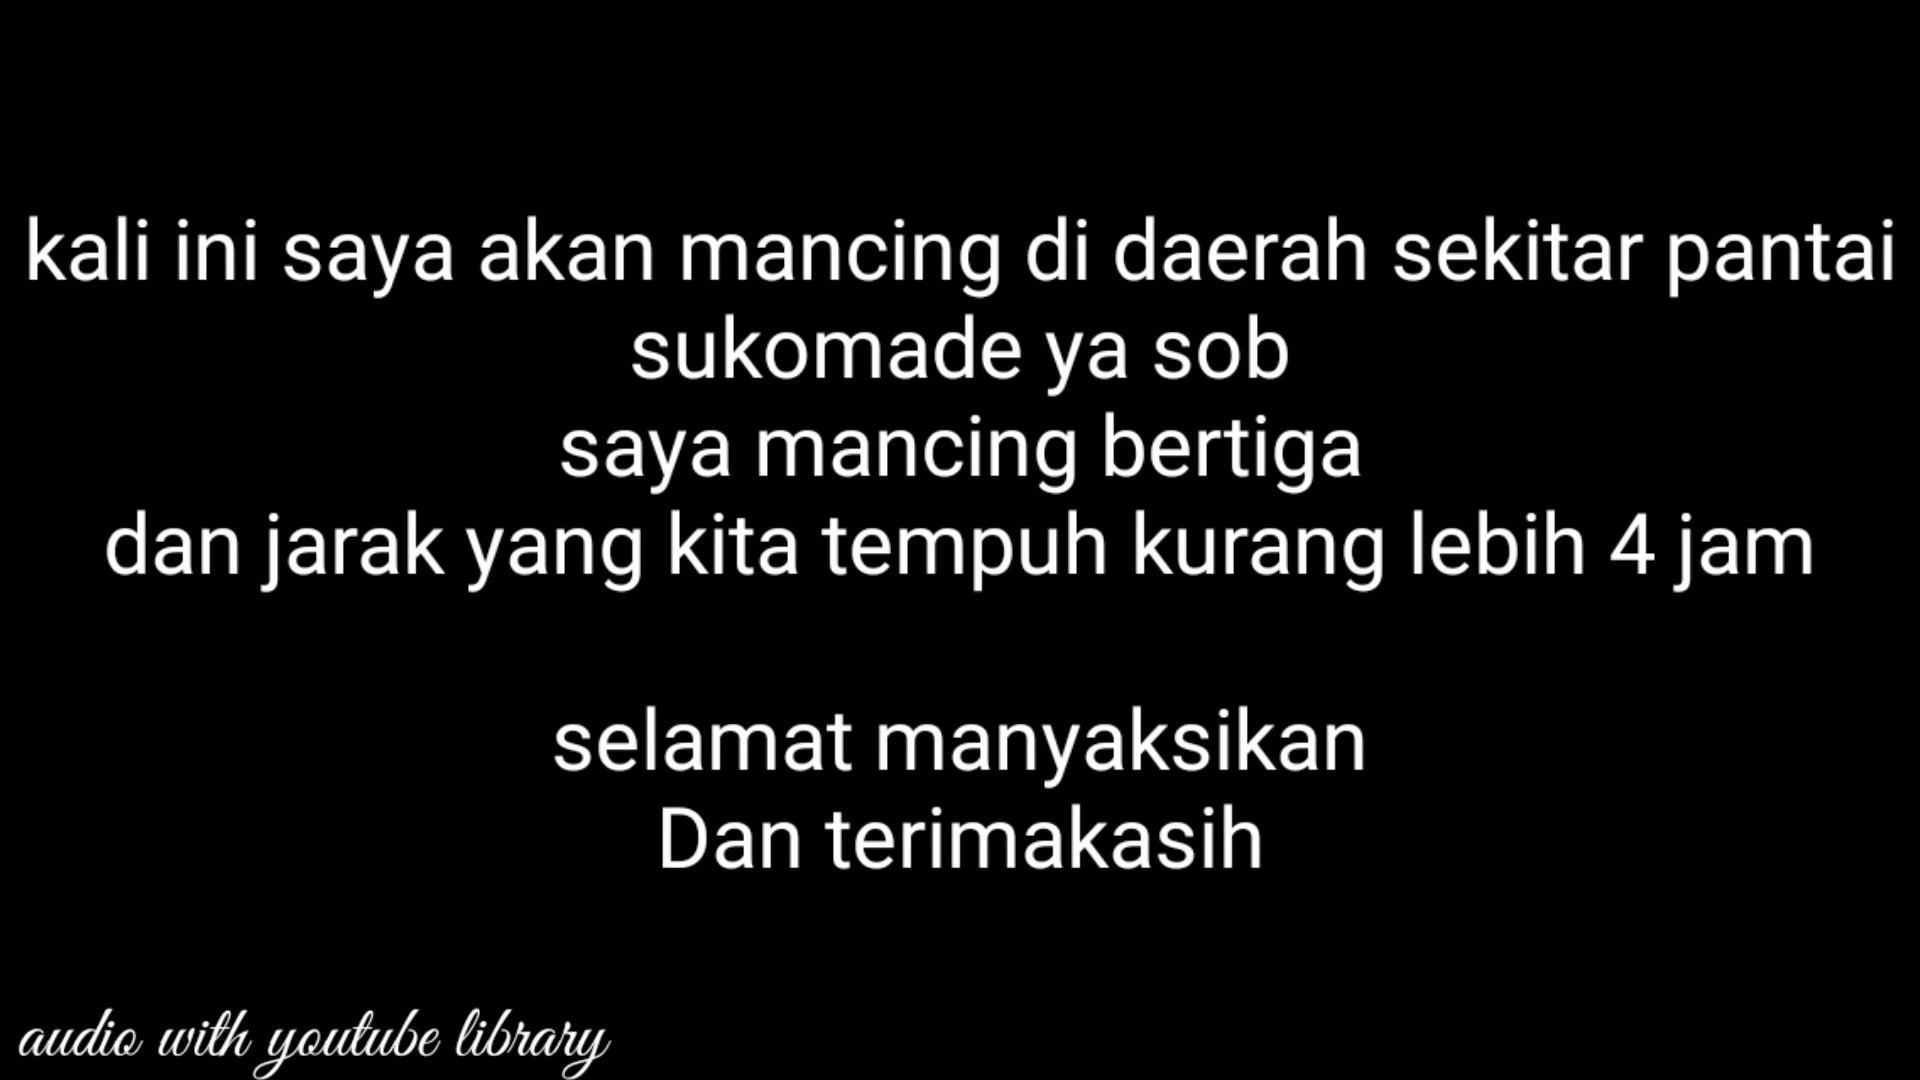 kali ini saya akan mancing di daerah sekitar pantai
sukomade ya sob
saya mancing bertiga
dan jarak yang kita tempuh kurang lebih 4 jam
selamat manyaksikan
Dan terimakasih
audio with youtube library